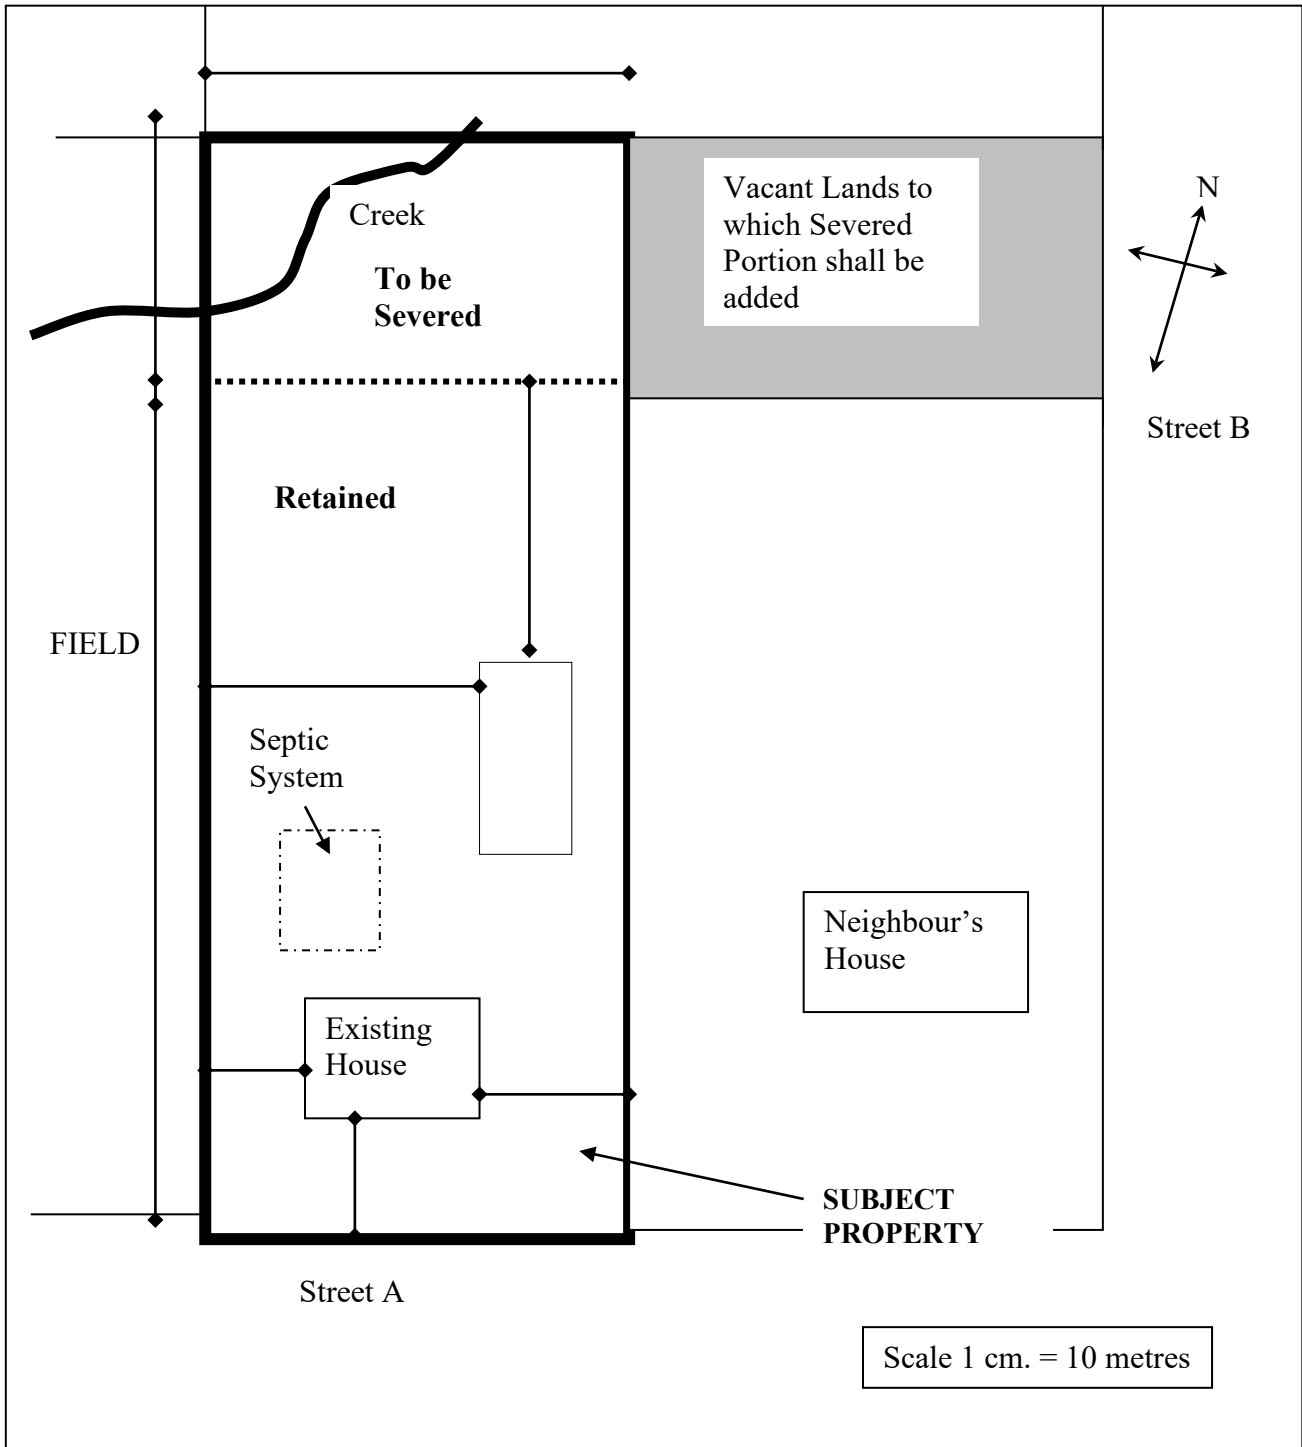 Vacant Lands to
which Severed
Portion shall be
added
N
Creek
To be
Severed
Street B
Retained
FIELD
Septic
System
Neighbour’s
House
Existing
House
SUBJECT
PROPERTY
Street A
Scale 1 cm. = 10 metres